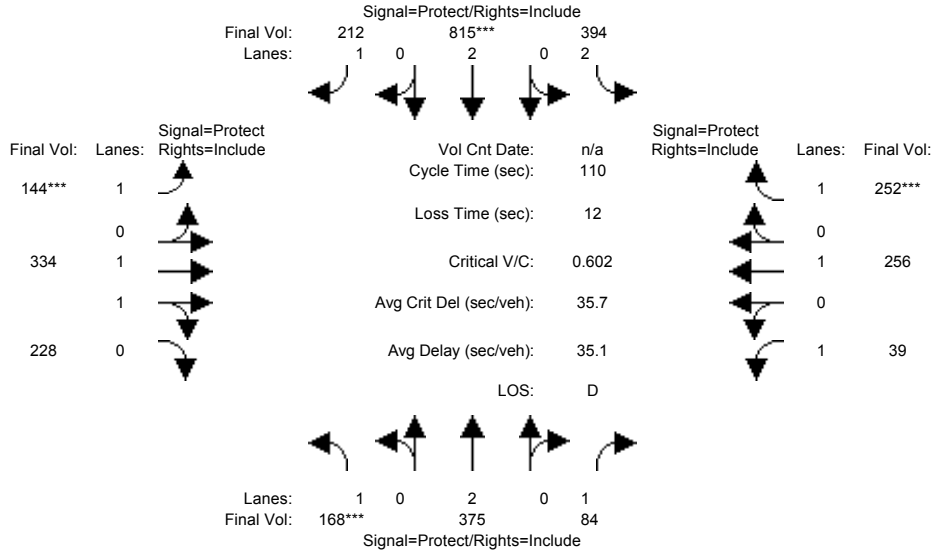 Signal=Protect/Rights=Include
Final Vol: 212 815*** 394
Lanes: 1 0 2 0 2
Signal=Protect Signal=Protect
Final Vol: Lanes: Rights=Include Vol Cnt Date: n/a Rights=Include Lanes: Final Vol:
Cycle Time (sec): 110
144*** 1 1 252***
Loss Time (sec): 12
0 0
334 1 Critical V/C: 0.602 1 256
1 Avg Crit Del (sec/veh): 35.7 0
228 0 Avg Delay (sec/veh): 35.1 1 39
LOS: D
Lanes: 1 0 2 0 1
Final Vol: 168*** 375 84
Signal=Protect/Rights=Include